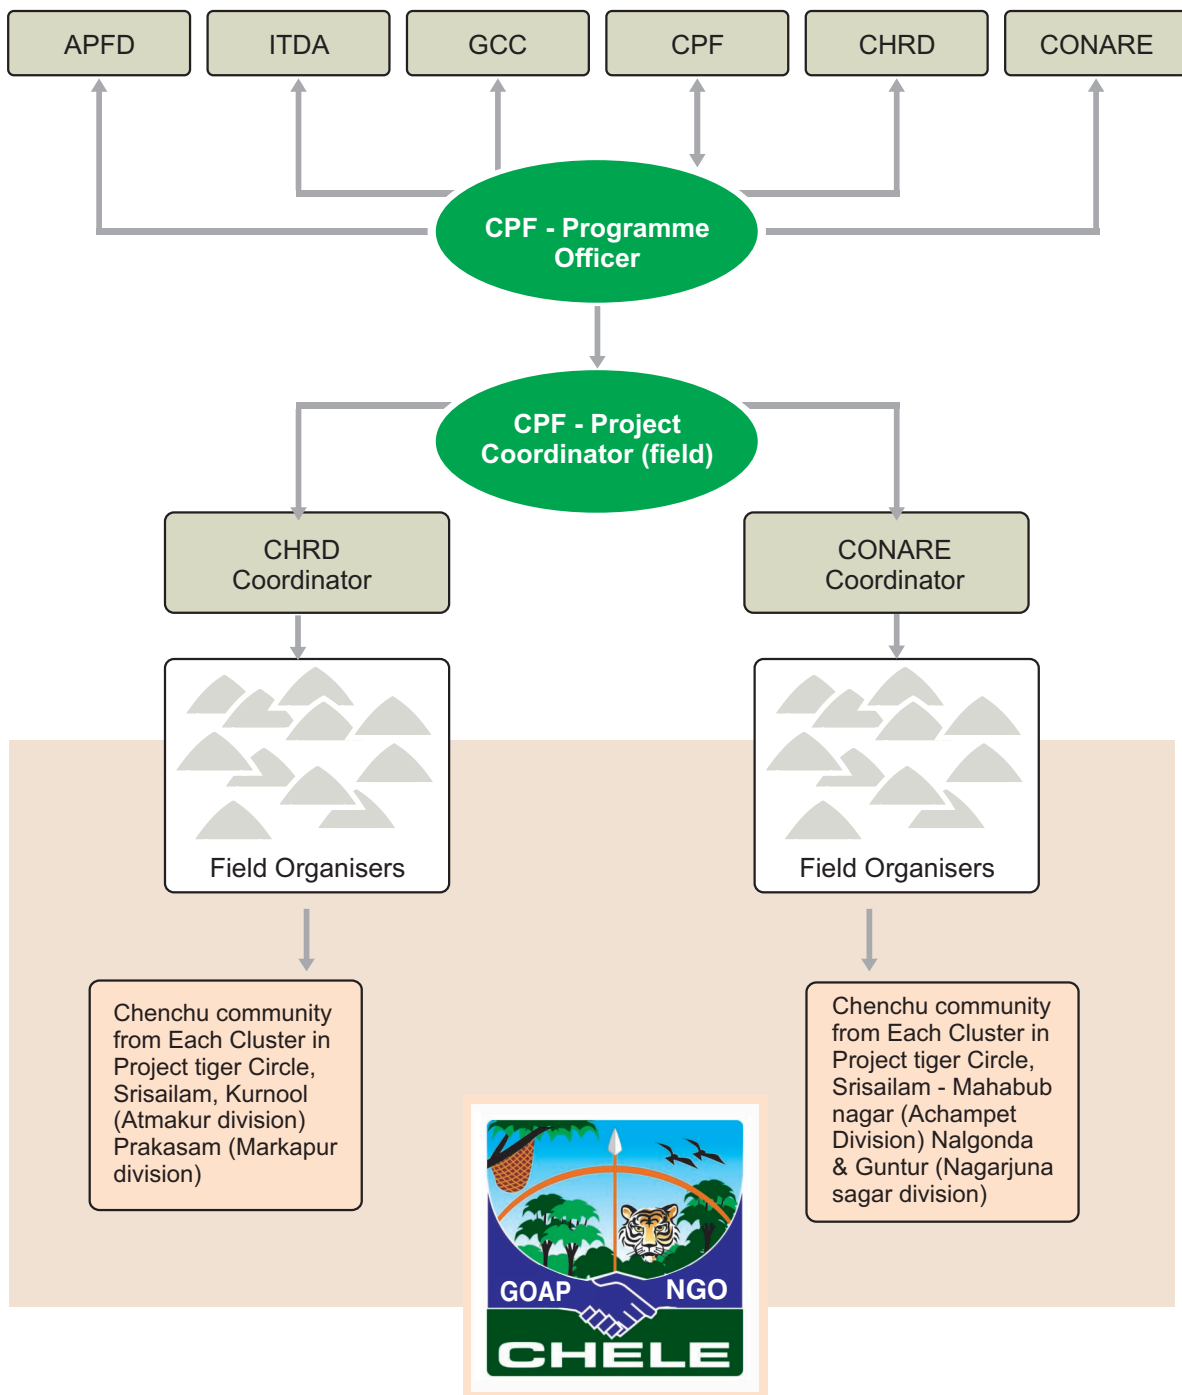 APFD
ITDA
GCC
CPF
CHRD
CONARE
CPF - Programme
Officer
CPF - Project
Coordinator (field)
CHRD
Coordinator
CONARE
Coordinator
Field Organisers
Field Organisers
Chenchu community
from Each Cluster in
Project tiger Circle,
Srisailam, Kurnool
(Atmakur division)
Prakasam (Markapur
division)
Chenchu community
from Each Cluster in
Project tiger Circle,
Srisailam - Mahabub
nagar (Achampet
Division) Nalgonda
& Guntur (Nagarjuna
sagar division)
GOAP
NGO
CHELE